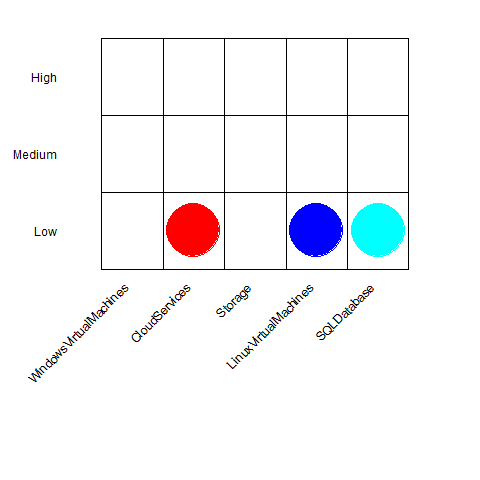 High
Medium
Low
WindowsVirtualMachines
CloudServices
Storage
LinuxVirtualMachines
SQLDatabase